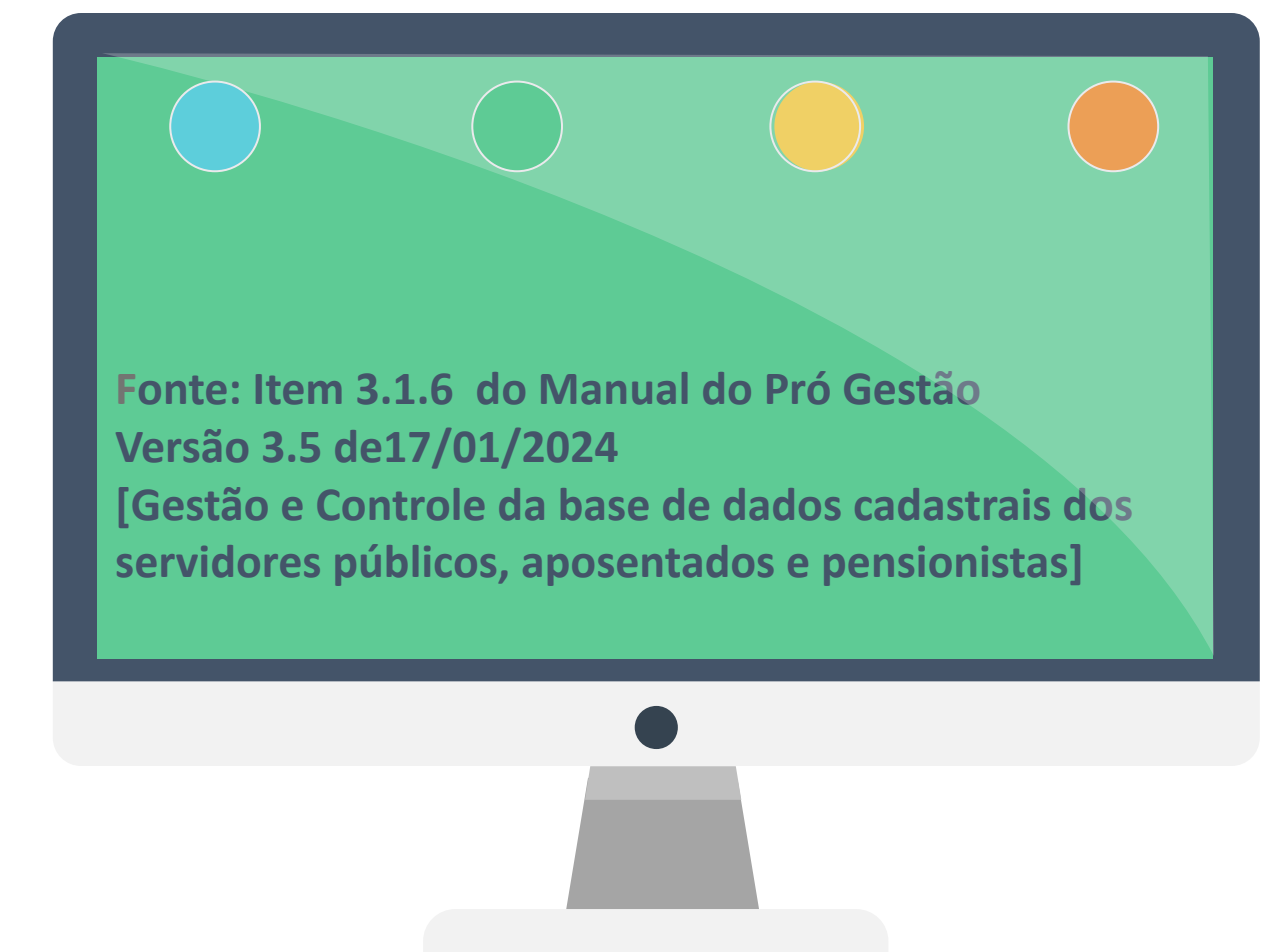 Fonte: Item 3.1.6  do Manual do Pró Gestão
Versão 3.5 de17/01/2024
[Gestão e Controle da base de dados cadastrais dos
servidores públicos, aposentados e pensionistas]